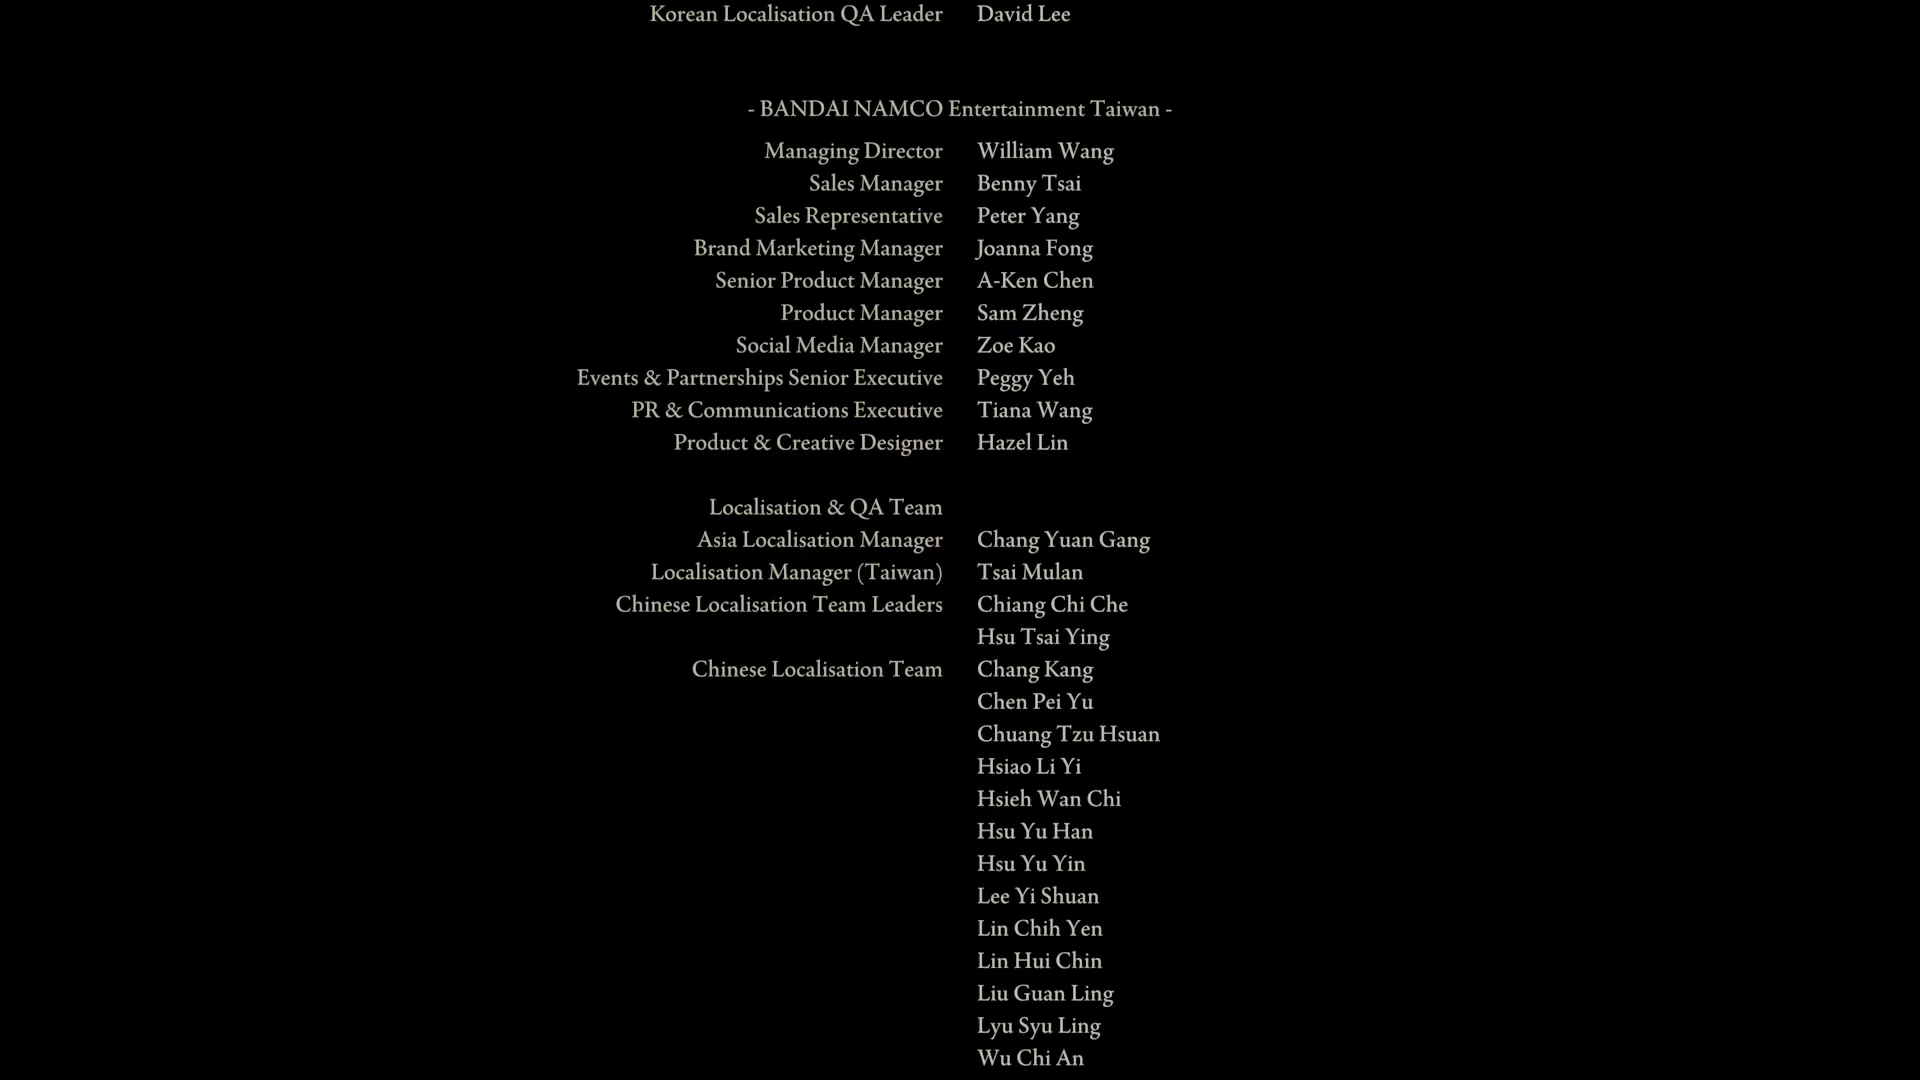 Korean Localisation QA Leader David Lee
- BANDAI NAMCO Entertainment Taiwan -
Managing Director William Wang
Sales Manager Benny Tsai
Sales Representative Peter Yang
Brand Marketing Manager Joanna Fong
Senior Product Manager A-Ken Chen
Product Manager Sam Zheng
Social Media Manager Zoe Kao
Events & Partnerships Senior Executive Peggy Yeh
PR & Communications Executive Tiana Wang
Product & Creative Designer Hazel Lin
Localisation & QA Team
Asia Localisation Manager Chang Yuan Gang
Localisation Manager (Taiwan) Tsai Mulan
Chinese Localisation Team Leaders Chiang Chi Che
Hsu Tsai Ying
Chinese Localisation Team Chang Kang
Chen Pei Yu
Chuang Tzu Hsuan
Hsiao Li Yi
Hsieh Wan Chi
Hsu Yu Han
Hsu Yu Yin
Lee Yi Shuan
Lin Chih Yen
Lin Hui Chin
Liu Guan Ling
Lyu Syu Ling
Wu Chi An